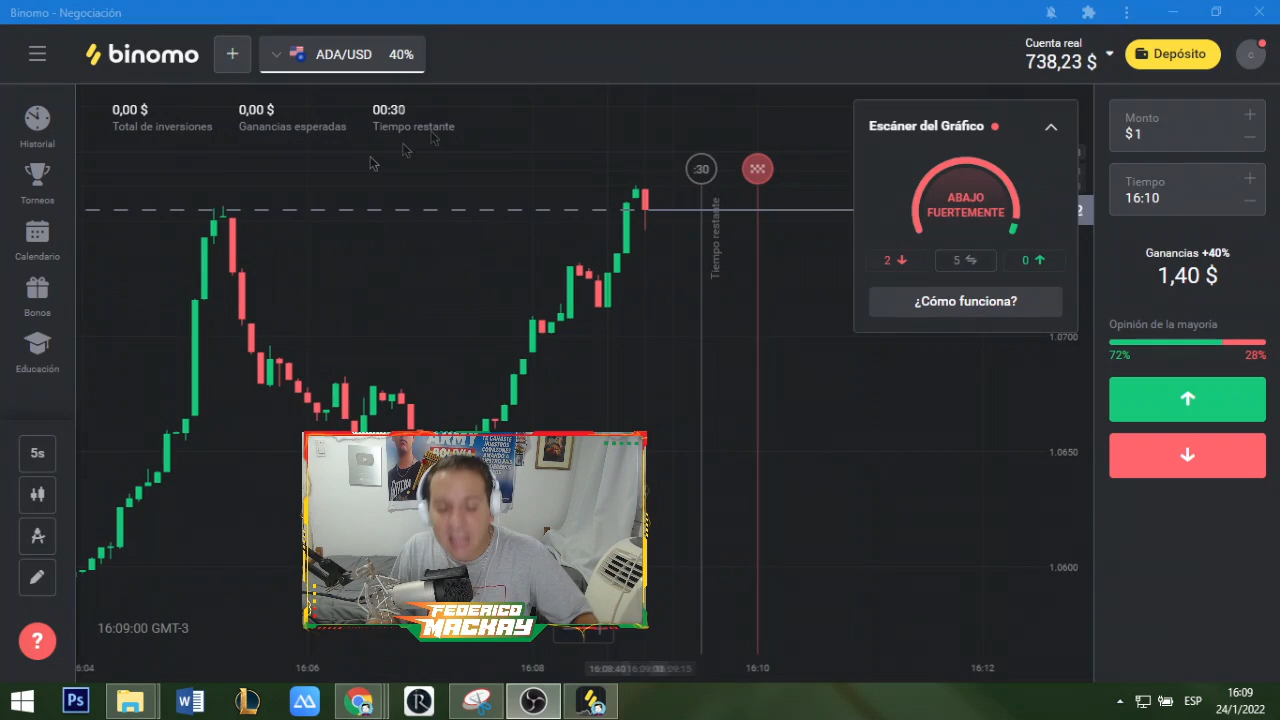 Binomo - Negociación
binomo
+
ADA/USD 40%
Cuenta real
738,23 $
Depósito
c
0,00 $
Total de inversiones
0,00 $
Ganancias esperadas
00:30
Tiempo restante
Historial
Torneos
Calendario
Bonos
Educación
5s
?
:30
Tiempo restante
Escáner del Gráfico
ABAJO
FUERTEMENTE
2
5
0
¿Cómo funciona?
Monto
$1
Tiempo
16:10
Ganancias +40%
1,40 $
Opinión de la mayoría
72% 28%
2
1.0700
1.0650
1.0600
ARMY
BOLIVIA
FEDERICO
MACKAY
16:09:00 GMT-3
16:04
16:06
16:08
16:10
16:12
Ps
W
L
R
ESP
16:09
24/1/2022